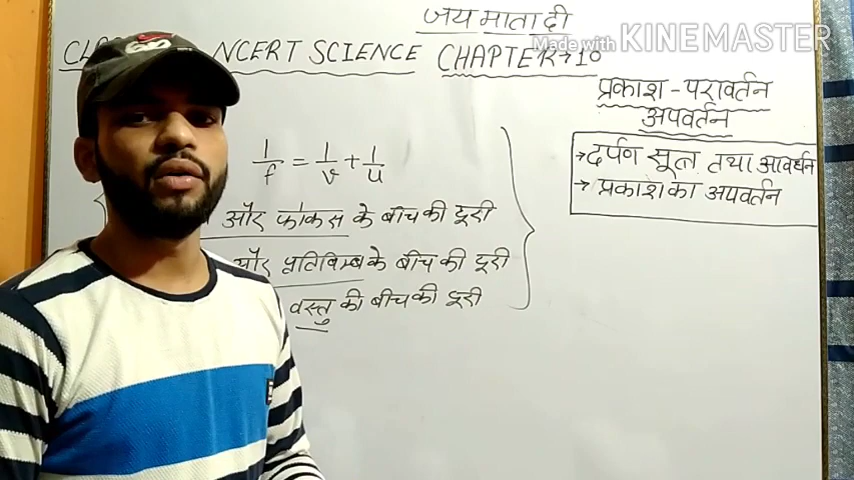 जय माता दी
Made with KINEMASTER
NCERT SCIENCE CHAPTER → 10
प्रकाश - परावर्तन
अपवर्तन
→ दर्पण सूत्र तथा आवर्धन
→ प्रकाश का अपवर्तन
1/f = 1/v + 1/u
और फोकस के बीच की दूरी
और प्रतिबिम्ब के बीच की दूरी
वस्तु की बीच की दूरी